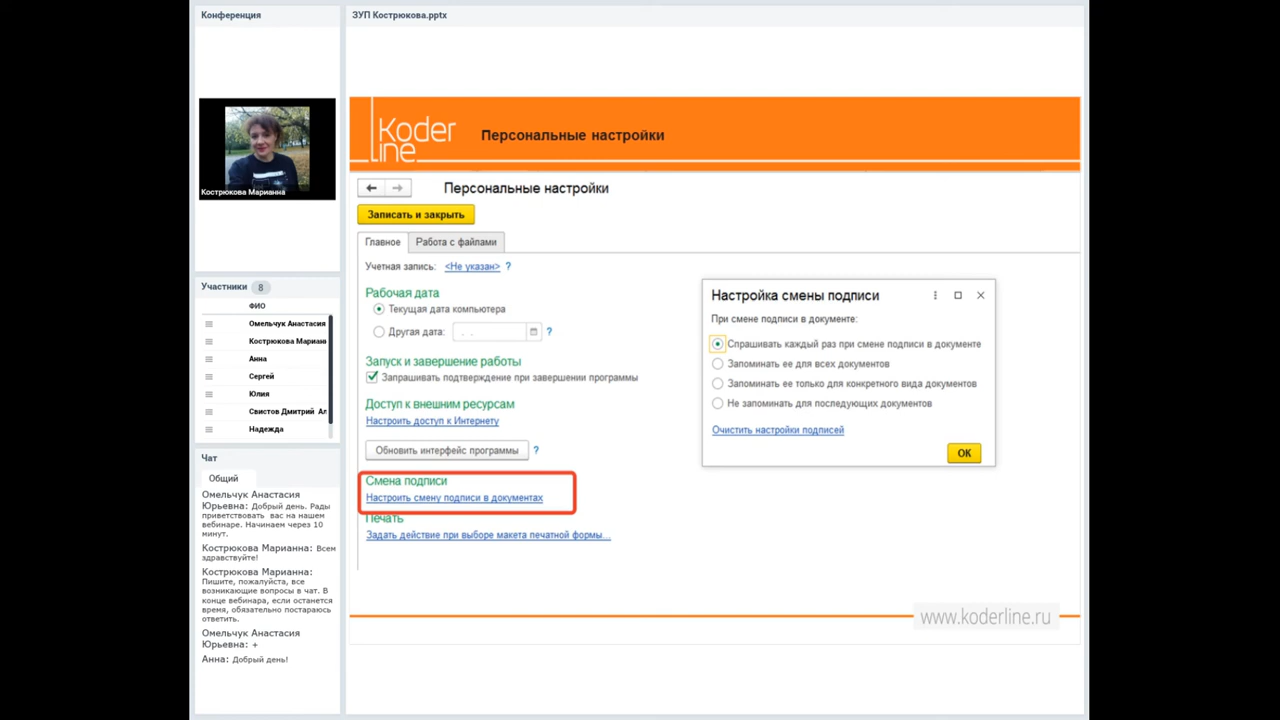 Конференция
ЗУП Кострюкова.pptx
Кострюкова Марианна
Koder
line
Персональные настройки
Персональные настройки
Записать и закрыть
Главное
Работа с файлами
Учетная запись: <Не указан> ?
Рабочая дата
Текущая дата компьютера
Другая дата: . . ?
Запуск и завершение работы
Запрашивать подтверждение при завершении программы
Доступ к внешним ресурсам
Настроить доступ к Интернету
Обновить интерфейс программы ?
Смена подписи
Настроить смену подписи в документах
Печать
Задать действие при выборе макета печатной формы...
Настройка смены подписи
При смене подписи в документе:
Спрашивать каждый раз при смене подписи в документе
Запоминать ее для всех документов
Запоминать ее только для конкретного вида документов
Не запоминать для последующих документов
Очистить настройки подписей
ОК
www.koderline.ru
Участники 8
ФИО
Омельчук Анастасия
Кострюкова Мариан
Анна
Сергей
Юлия
Свистов Дмитрий Ал
Надежда
Чат
Общий
Омельчук Анастасия
Юрьевна: Добрый день. Рады
приветствовать вас на нашем
вебинаре. Начинаем через 10
минут.
Кострюкова Марианна: Всем
здравствуйте!
Кострюкова Марианна:
Пишите, пожалуйста, все
возникающие вопросы в чат. В
конце вебинара, если останется
время, обязательно постараюсь
ответить.
Омельчук Анастасия
Юрьевна: +
Анна: Добрый день!